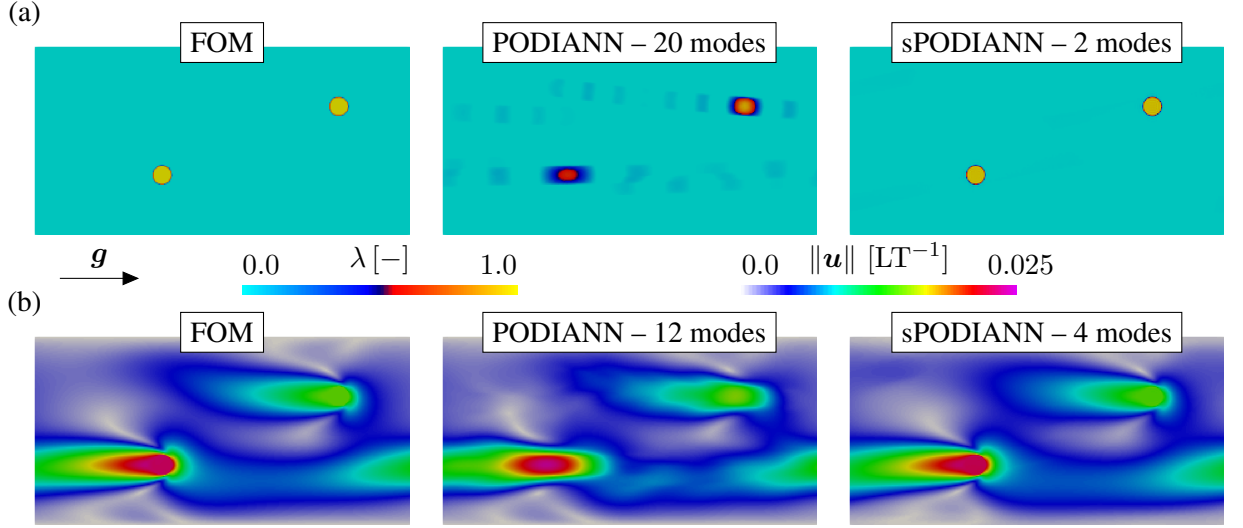 (a)
FOM
PODIANN – 20 modes
sPODIANN – 2 modes
g
0.0 λ [−] 1.0
0.0 ‖u‖ [LT⁻¹] 0.025
(b)
FOM
PODIANN – 12 modes
sPODIANN – 4 modes